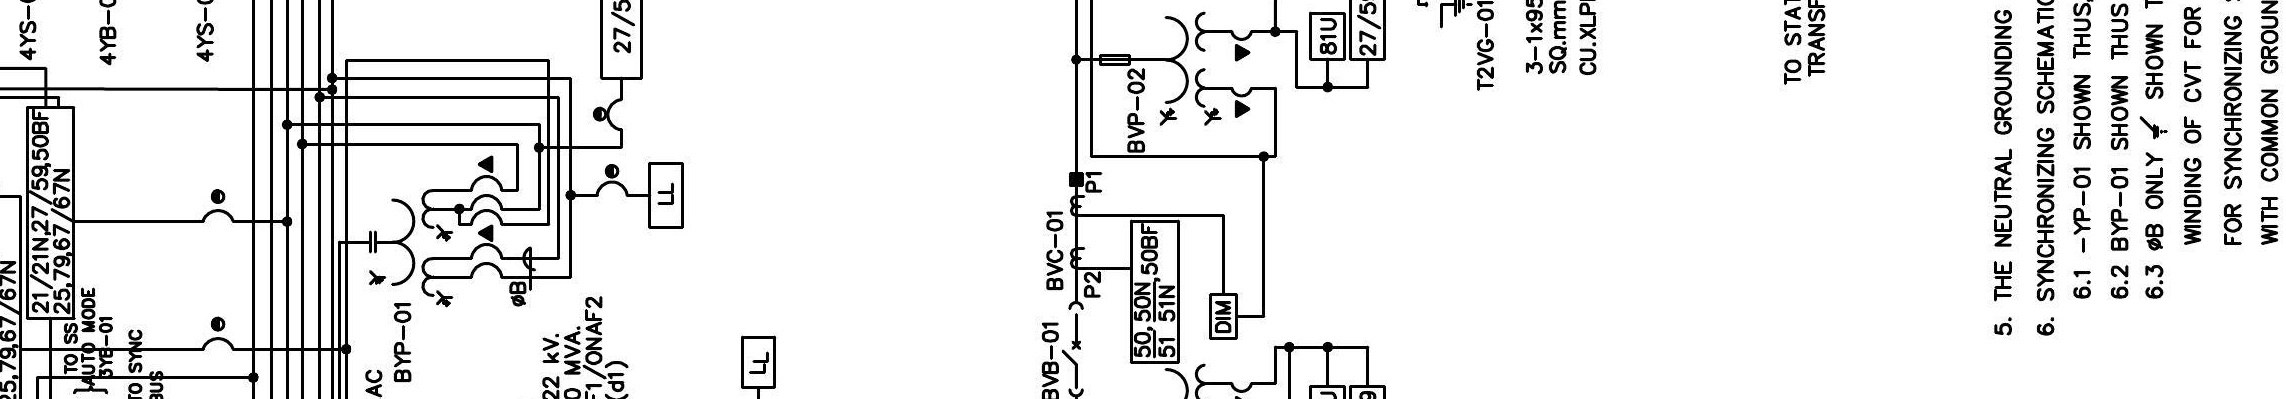 4YS-
4YB-
4YS-
27/5
21/21N,27/59,50BF
25,79,67/67N
25,79,67/67N
TO SS
AUTO MODE
3YB-01
TO SYNC
BUS
AC
BYP-01
øB
LL
22 kV.
MVA.
F1/ONAF2
(d1)
LL
BVP-02
81U
27/5
P1
BVC-01
P2
50,50N,50BF
51 51N
DIM
BVB-01
T2VG-01
3-1x95
SQ.mm
CU.XLP
TO STAT
TRANSF
5. THE NEUTRAL GROUNDING
6. SYNCHRONIZING SCHEMATIC
6.1 -YP-01 SHOWN THUS,
6.2 BYP-01 SHOWN THUS
6.3 øB ONLY SHOWN T
WINDING OF CVT FOR
FOR SYNCHRONIZING
WITH COMMON GROUN